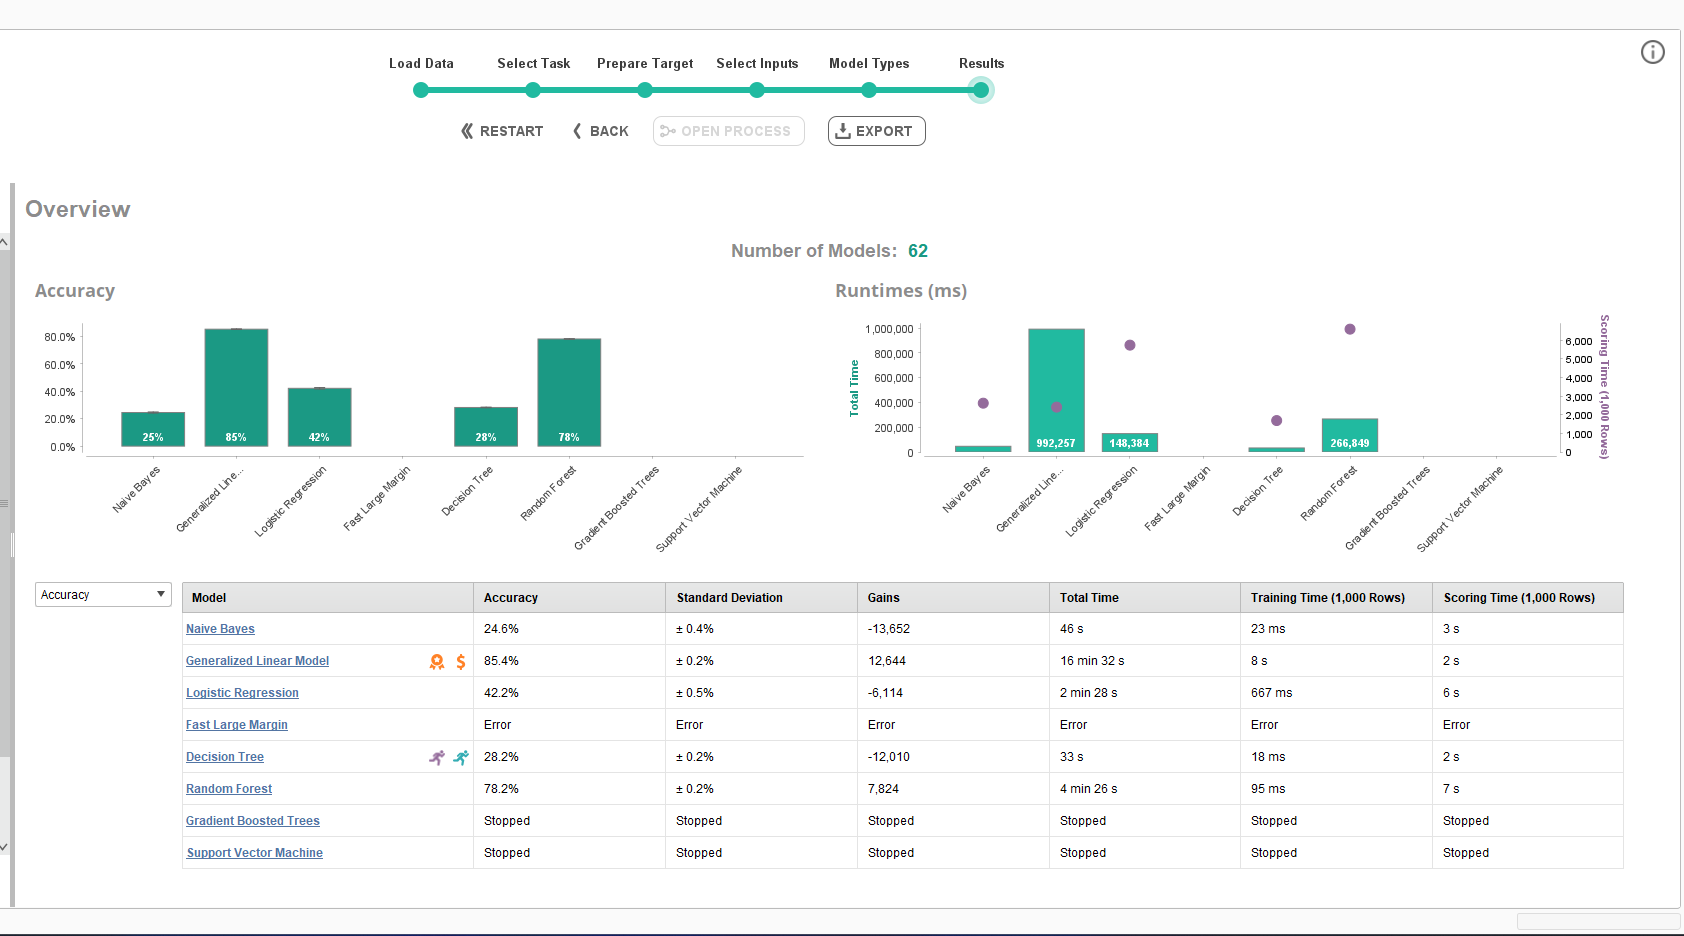 Load Data Select Task Prepare Target Select Inputs Model Types Results
RESTART BACK OPEN PROCESS EXPORT
Overview
Number of Models: 62
Accuracy
80.0%
60.0%
40.0%
20.0%
0.0%
25% 85% 42% 28% 78%
Naive Bayes
Generalized Line...
Logistic Regression
Fast Large Margin
Decision Tree
Random Forest
Gradient Boosted Trees
Support Vector Machine
Runtimes (ms)
Total Time
1,000,000
800,000
600,000
400,000
200,000
0
992,257 148,384 266,849
6,000
5,000
4,000
3,000
2,000
1,000
0
Scoring Time (1,000 Rows)
Naive Bayes
Generalized Line...
Logistic Regression
Fast Large Margin
Decision Tree
Random Forest
Gradient Boosted Trees
Support Vector Machine
Accuracy
Model Accuracy Standard Deviation Gains Total Time Training Time (1,000 Rows) Scoring Time (1,000 Rows)
Naive Bayes 24.6% ± 0.4% -13,652 46 s 23 ms 3 s
Generalized Linear Model $ 85.4% ± 0.2% 12,644 16 min 32 s 8 s 2 s
Logistic Regression 42.2% ± 0.5% -6,114 2 min 28 s 667 ms 6 s
Fast Large Margin Error Error Error Error Error Error
Decision Tree 28.2% ± 0.2% -12,010 33 s 18 ms 2 s
Random Forest 78.2% ± 0.2% 7,824 4 min 26 s 95 ms 7 s
Gradient Boosted Trees Stopped Stopped Stopped Stopped Stopped Stopped
Support Vector Machine Stopped Stopped Stopped Stopped Stopped Stopped